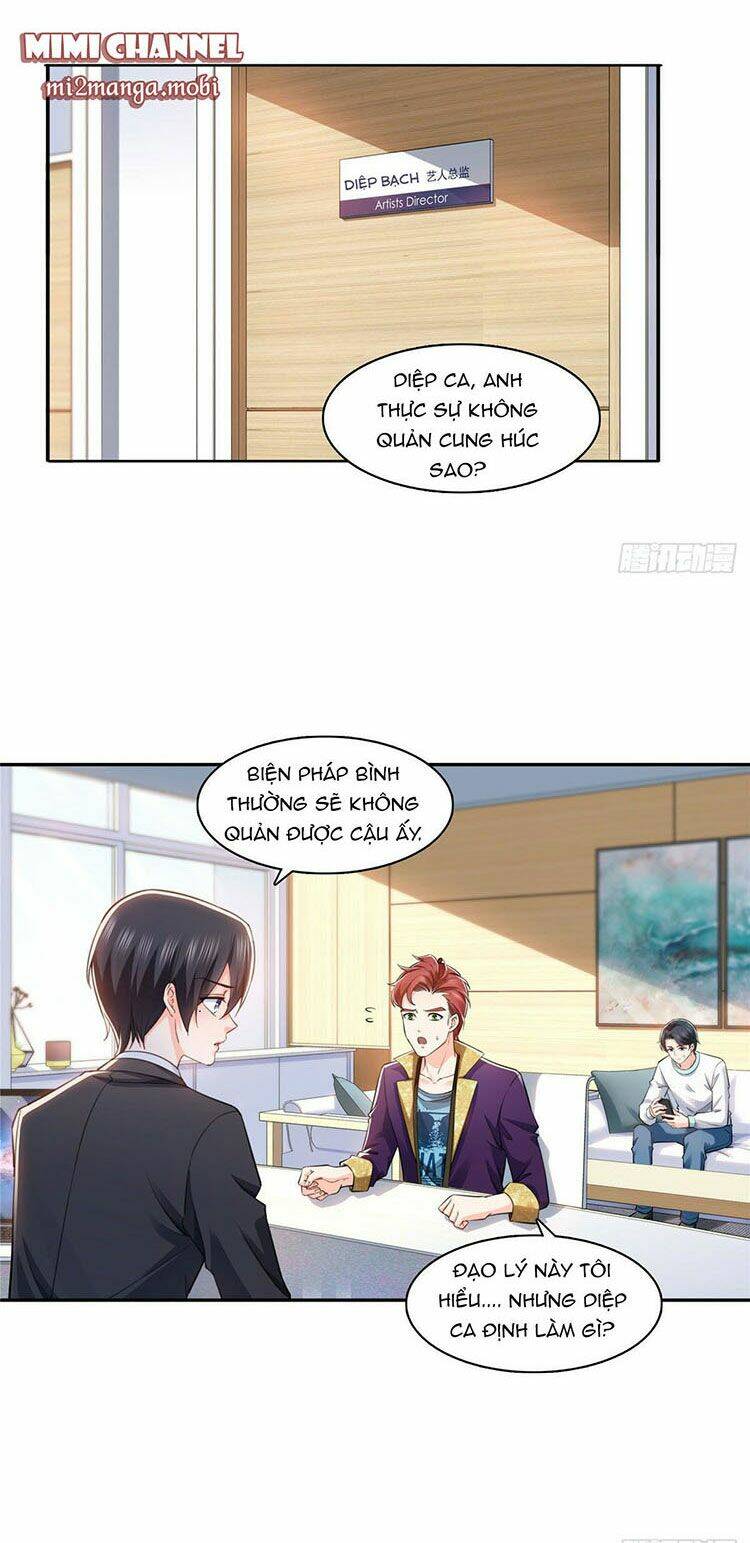 MIMI CHANNEL
mi2manga.mobi
DIỆP BẠCH 艺人总监
Artists Director
DIỆP CA, ANH
THỰC SỰ KHÔNG
QUẢN CUNG HÚC
SAO?
腾讯动漫
BIỆN PHÁP BÌNH
THƯỜNG SẼ KHÔNG
QUẢN ĐƯỢC CẬU ẤY.
ĐẠO LÝ NÀY TÔI
HIỂU.... NHƯNG DIỆP
CA ĐỊNH LÀM GÌ?